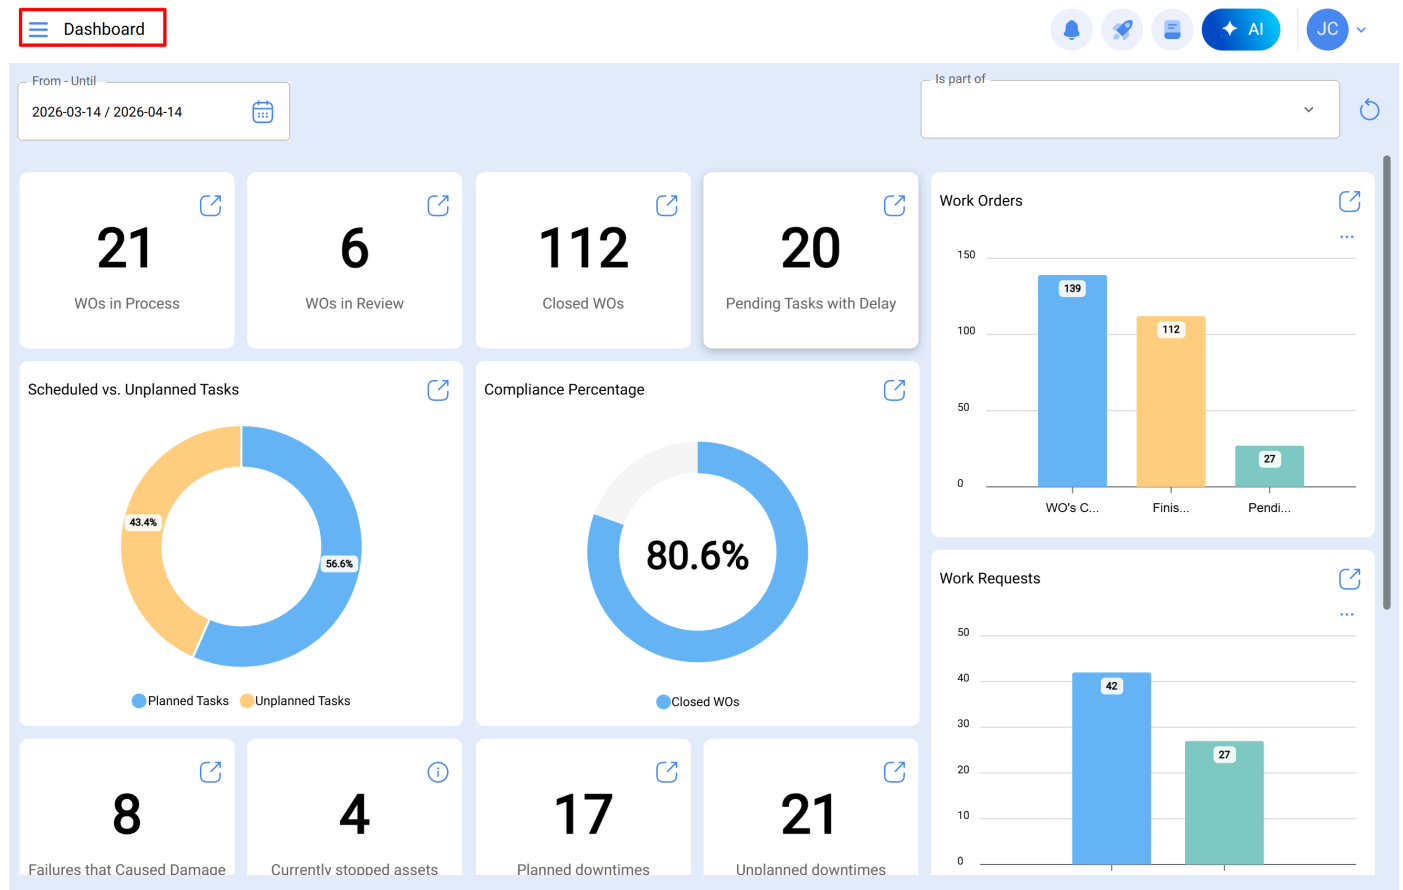 Dashboard
AI
JC
From - Until
2026-03-14 / 2026-04-14
Is part of
21
WOs in Process
6
WOs in Review
112
Closed WOs
20
Pending Tasks with Delay
Work Orders
...
150
100
50
0
139
112
27
WO's C...
Finis...
Pendi...
Scheduled vs. Unplanned Tasks
43.4%
56.6%
Planned Tasks
Unplanned Tasks
Compliance Percentage
80.6%
Closed WOs
Work Requests
...
50
40
30
20
10
0
42
27
8
Failures that Caused Damage
4
Currently stopped assets
17
Planned downtimes
21
Unplanned downtimes